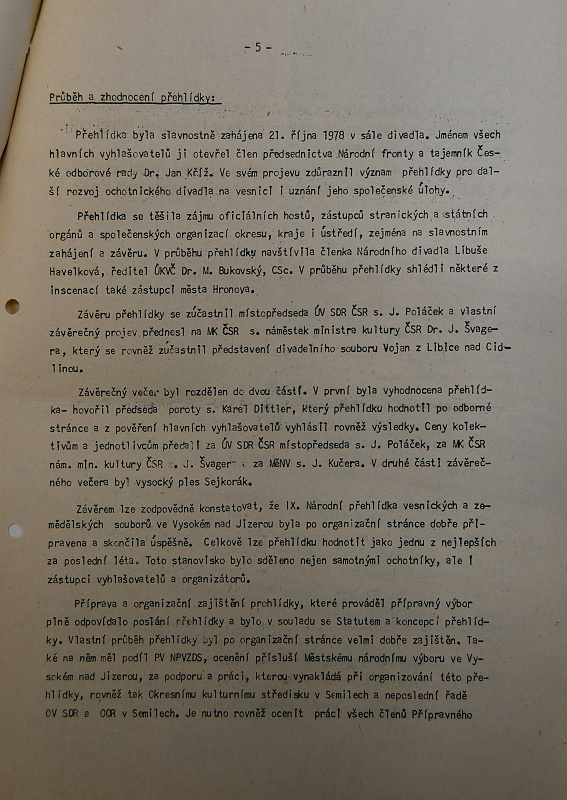 - 5 -
Průběh a zhodnocení přehlídky:
Přehlídka byla slavnostně zahájena 21. října 1978 v sále divadla. Jménem všech
hlavních vyhlašovatelů ji otevřel člen předsednictva Národní fronty a tajemník Čes-
ké odborové rady Dr. Jan Kříž. Ve svém projevu zdůraznil význam přehlídky pro dal-
ší rozvoj ochotnického divadla na vesnici i uznání jeho společenské úlohy.
Přehlídka se těšila zájmu oficiálních hostů, zástupců stranických a státních
orgánů a společenských organizací okresu, kraje i ústředí, zejména na slavnostním
zahájení a závěru. V průběhu přehlídky navštívila členka Národního divadla Libuše
Havelková, ředitel ÚKVČ Dr. M. Bukovský, CSc. V průběhu přehlídky shlédli některé z
inscenací také zástupci města Hronova.
Závěru přehlídky se zúčastnil místopředseda ÚV SDR ČSR s. J. Poláček a vlastní
závěrečný projev přednesl na MK ČSR s. náměstek ministra kultury ČSR Dr. J. Švage-
ra, který se rovněž zúčastnil představení divadelního souboru Vojan z Libice nad Cid-
linou.
Závěrečný večer byl rozdělen do dvou částí. V první byla vyhodnocena přehlíd-
ka- hovořil předseda poroty s. Karel Dittler, který přehlídku hodnotil po odborné
stránce a z pověření hlavních vyhlašovatelů vyhlásil rovněž výsledky. Ceny kolek-
tivům a jednotlivcům předali za ÚV SDR ČSR místopředseda s. J. Poláček, za MK ČSR
nám. min. kultury ČSR s. J. Švagera i za MěNV s. J. Kučera. V druhé části závěreč-
ného večera byl vysocký ples Sejkorák.
Závěrem lze zodpovědně konstatovat, že IX. Národní přehlídka vesnických a ze-
mědělských souborů ve Vysokém nad Jizerou byla po organizační stránce dobře při-
pravena a skončila úspěšně. Celkově lze přehlídku hodnotit jako jednu z nejlepších
za poslední léta. Toto stanovisko bylo sděleno nejen samotnými ochotníky, ale i
zástupci vyhlašovatelů a organizátorů.
Příprava a organizační zajištění prohlídky, které prováděl přípravný výbor
plně odpovídalo poslání přehlídky a bylo v souladu se Statutem a koncepcí přehlíd-
ky. Vlastní průběh přehlídky byl po organizační stránce velmi dobře zajištěn. Ta-
ké na něm měl podíl PV NPVZDS, ocenění přísluší Městskému národnímu výboru ve Vy-
sokém nad Jizerou, za podporu a práci, kterou vynakládá při organizování této pře-
hlídky, rovněž tak Okresnímu kulturnímu středisku v Semilech a neposlední řadě
OV SDR a OOR v Semilech. Je nutno rovněž ocenit práci všech členů Přípravného